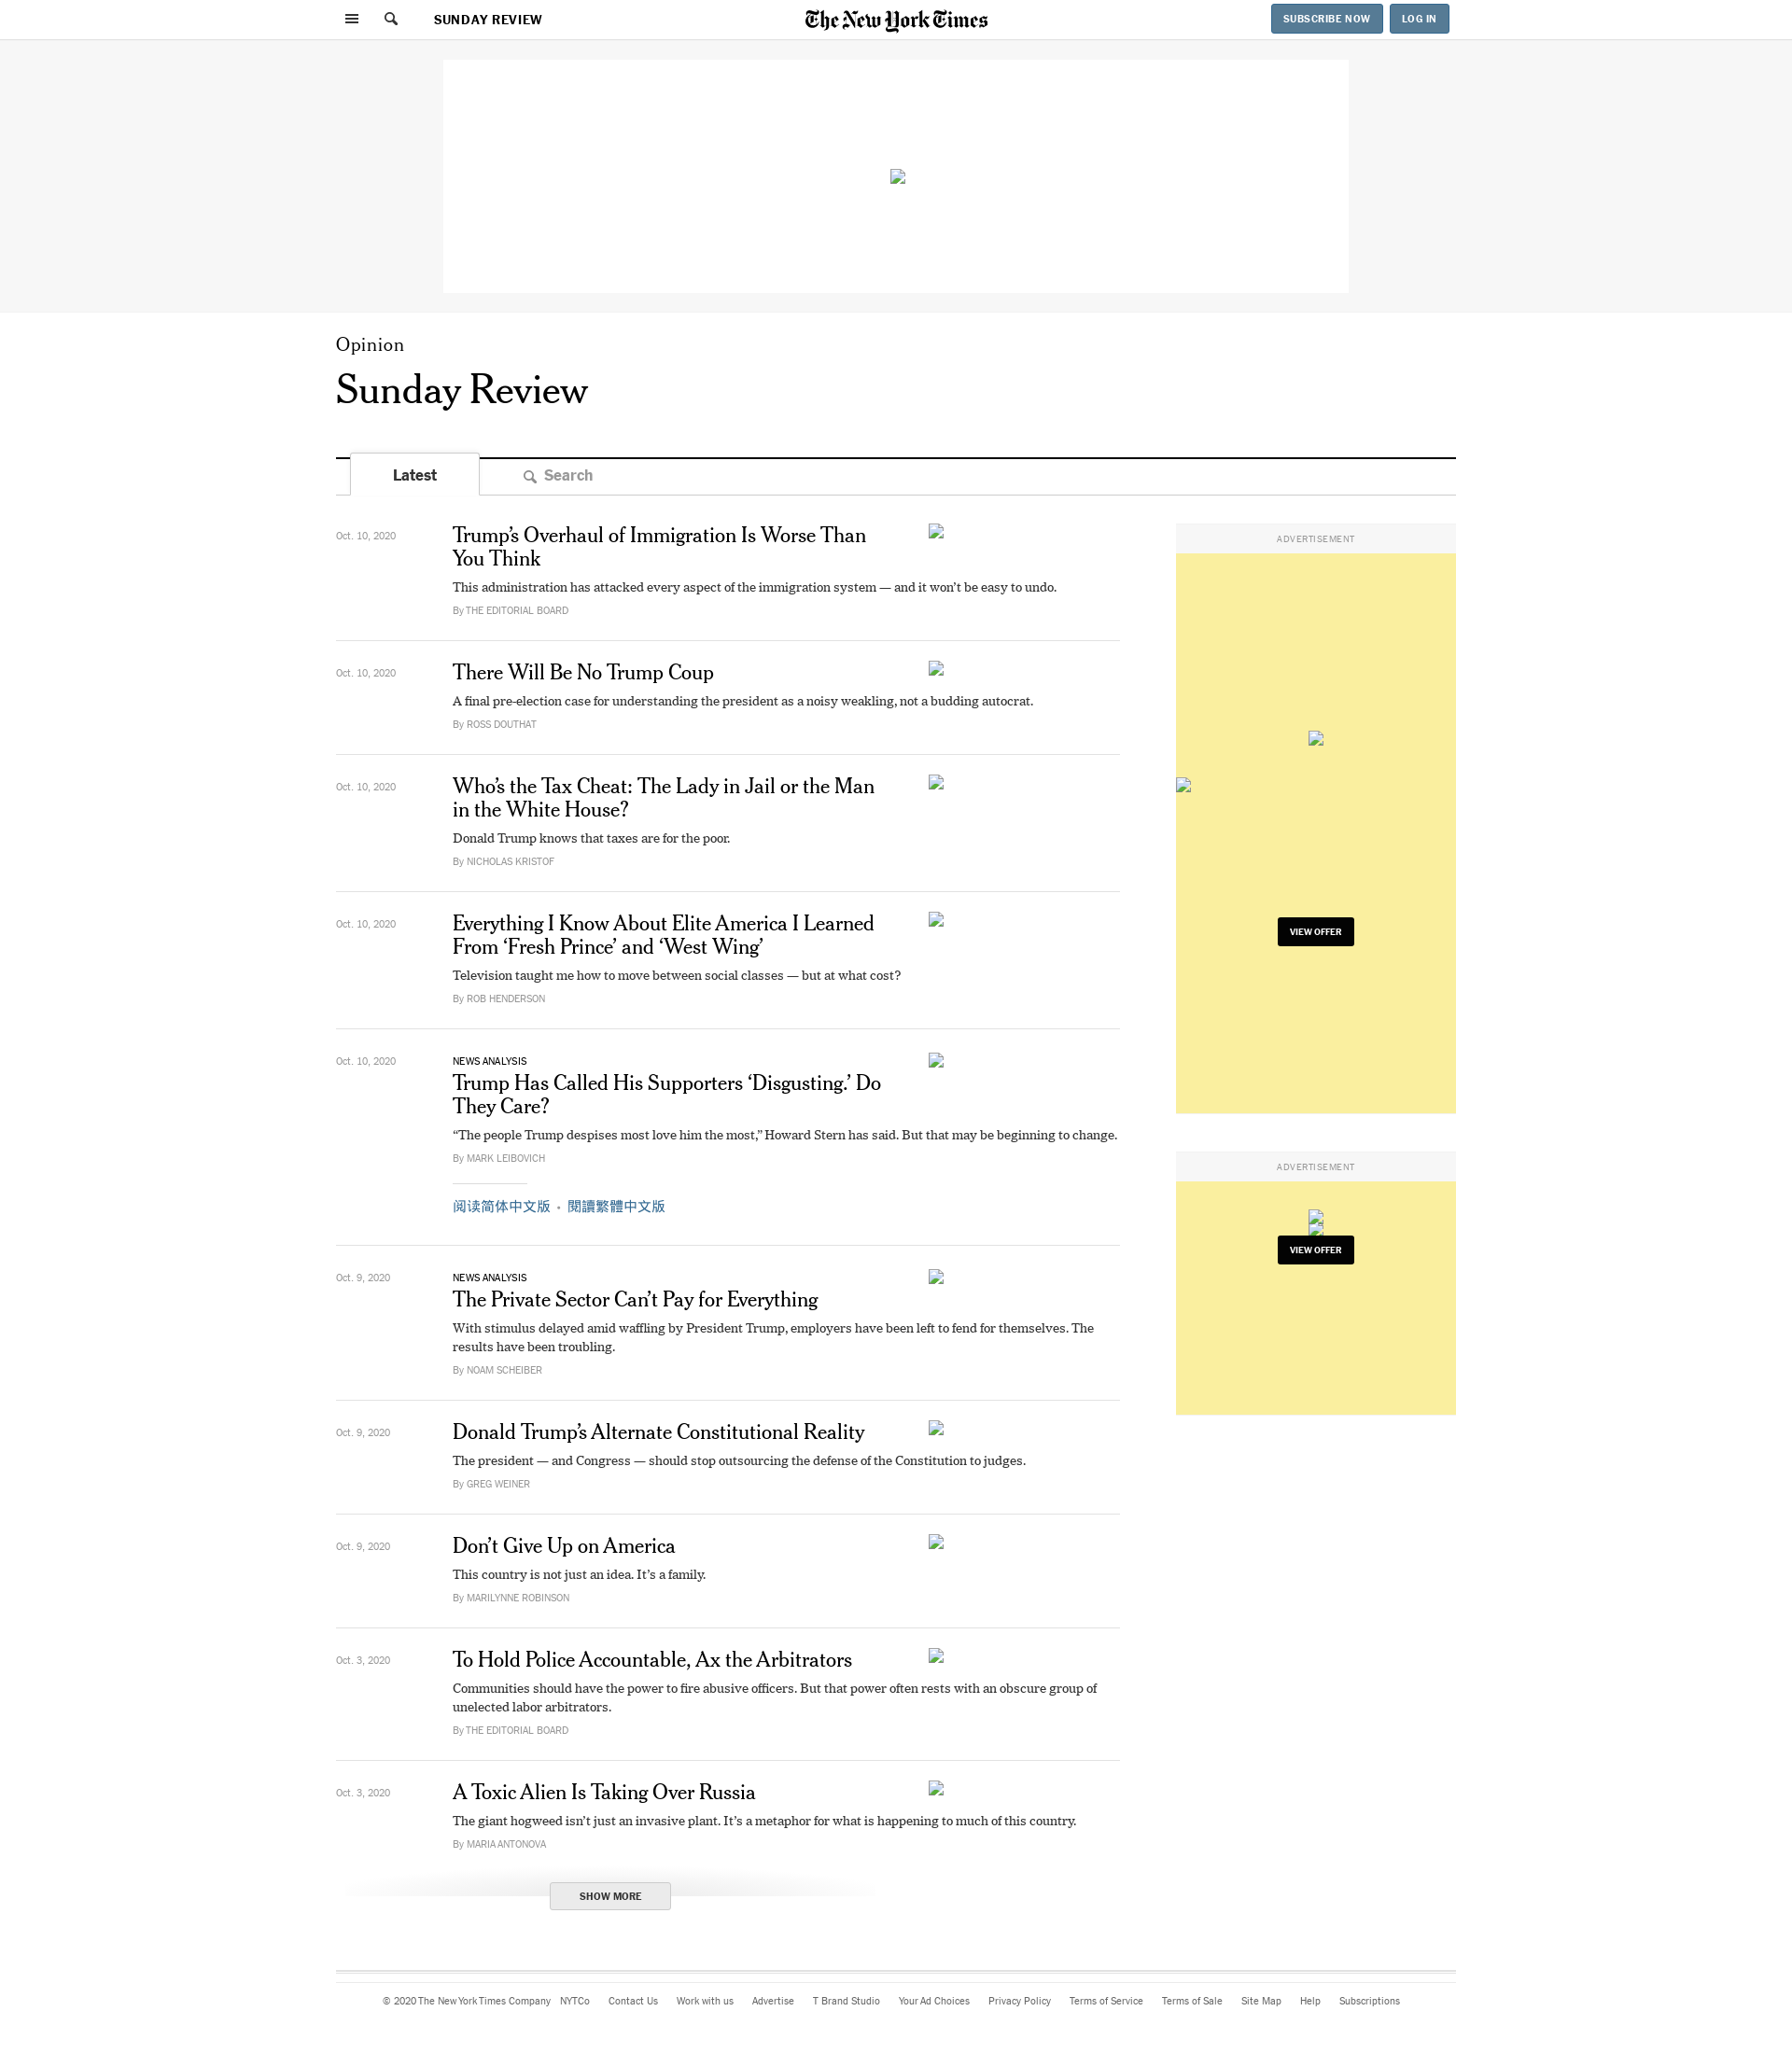 SUNDAY REVIEW
The New York Times
SUBSCRIBE NOW
LOG IN
Opinion
Sunday Review
Latest
Search
Oct. 10, 2020
Trump’s Overhaul of Immigration Is Worse Than
You Think
This administration has attacked every aspect of the immigration system — and it won’t be easy to undo.
By THE EDITORIAL BOARD
Oct. 10, 2020
There Will Be No Trump Coup
A final pre-election case for understanding the president as a noisy weakling, not a budding autocrat.
By ROSS DOUTHAT
Oct. 10, 2020
Who’s the Tax Cheat: The Lady in Jail or the Man
in the White House?
Donald Trump knows that taxes are for the poor.
By NICHOLAS KRISTOF
Oct. 10, 2020
Everything I Know About Elite America I Learned
From ‘Fresh Prince’ and ‘West Wing’
Television taught me how to move between social classes — but at what cost?
By ROB HENDERSON
Oct. 10, 2020
NEWS ANALYSIS
Trump Has Called His Supporters ‘Disgusting.’ Do
They Care?
“The people Trump despises most love him the most,” Howard Stern has said. But that may be beginning to change.
By MARK LEIBOVICH
阅读简体中文版 • 閱讀繁體中文版
Oct. 9, 2020
NEWS ANALYSIS
The Private Sector Can’t Pay for Everything
With stimulus delayed amid waffling by President Trump, employers have been left to fend for themselves. The
results have been troubling.
By NOAM SCHEIBER
Oct. 9, 2020
Donald Trump’s Alternate Constitutional Reality
The president — and Congress — should stop outsourcing the defense of the Constitution to judges.
By GREG WEINER
Oct. 9, 2020
Don’t Give Up on America
This country is not just an idea. It’s a family.
By MARILYNNE ROBINSON
Oct. 3, 2020
To Hold Police Accountable, Ax the Arbitrators
Communities should have the power to fire abusive officers. But that power often rests with an obscure group of
unelected labor arbitrators.
By THE EDITORIAL BOARD
Oct. 3, 2020
A Toxic Alien Is Taking Over Russia
The giant hogweed isn’t just an invasive plant. It’s a metaphor for what is happening to much of this country.
By MARIA ANTONOVA
SHOW MORE
ADVERTISEMENT
VIEW OFFER
ADVERTISEMENT
VIEW OFFER
© 2020 The New York Times Company NYTCo Contact Us Work with us Advertise T Brand Studio Your Ad Choices Privacy Policy Terms of Service Terms of Sale Site Map Help Subscriptions